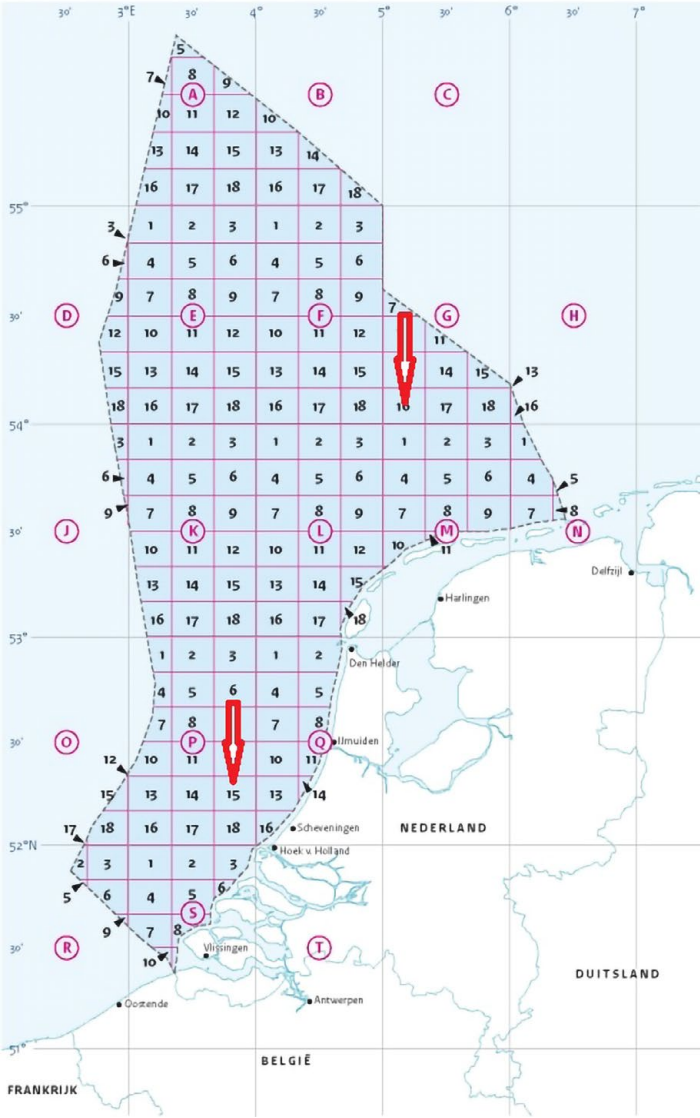 30' 3°E 30' 4° 30' 5° 30' 6° 30' 7°
5
7 8 9
A B C
10 11 12 10
13 14 15 13 14
16 17 18 16 17 18
55°
3 1 2 3 1 2 3
6 4 5 6 4 5 6
9 7 8 9 7 8 9 7
30' D E F G H
12 10 11 12 10 11 12 11
15 13 14 15 13 14 15 14 15 13
18 16 17 18 16 17 18 16 17 18 16
54°
3 1 2 3 1 2 3 1 2 3 1
6 4 5 6 4 5 6 4 5 6 4 5
9 7 8 9 7 8 9 7 8 9 7 8
30' J K L M N
10 11 12 10 11 12 10 11
Delfzijl
13 14 15 13 14 15
Harlingen
16 17 18 16 17 18
53°
1 2 3 1 2
Den Helder
4 5 6 4 5
7 8 7 8
30' O P Q IJmuiden
12 10 11 10 11
15 13 14 15 13 14
17 18 16 17 18 16 Scheveningen
NEDERLAND
52°N
Hoek v. Holland
2 3 1 2 3
5 6 4 5 6
S
9 7 8
30' R T
Vlissingen
10
DUITSLAND
Oostende
Antwerpen
51°
BELGIË
FRANKRIJK